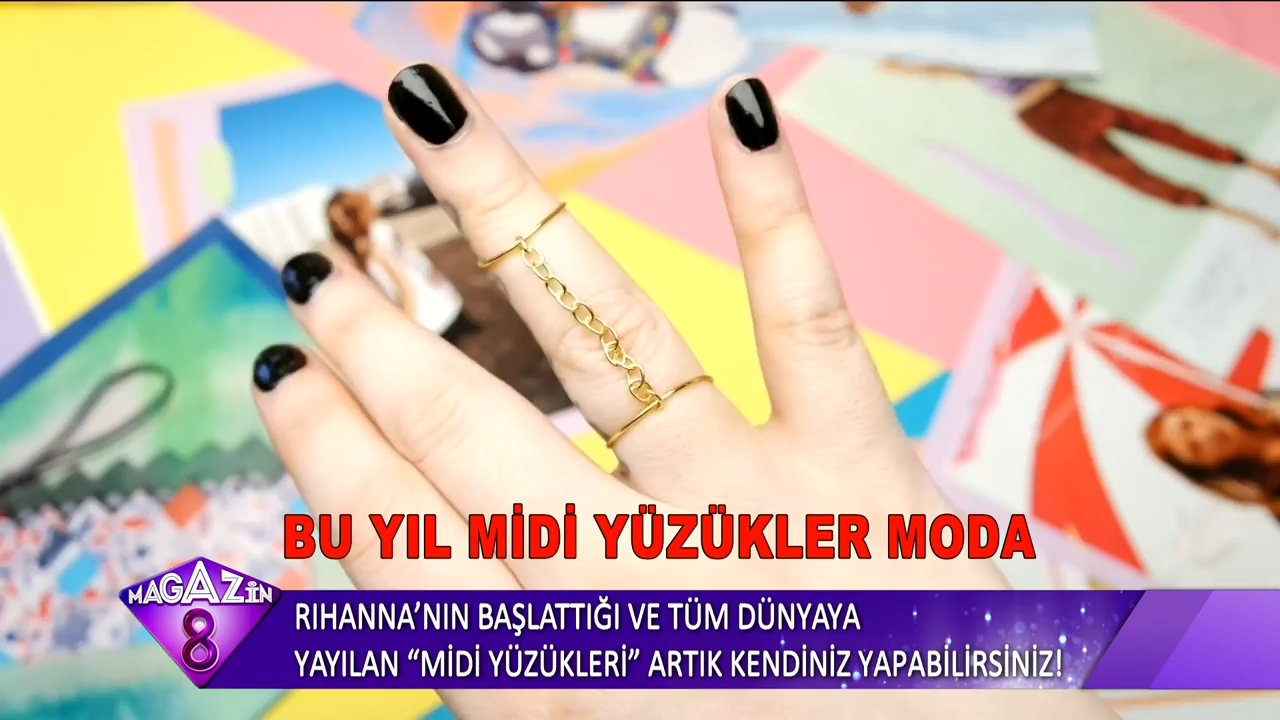 BU YIL MİDİ YÜZÜKLER MODA
MAGAZİN
8
RIHANNA’NIN BAŞLATTIĞI VE TÜM DÜNYAYA
YAYILAN “MİDİ YÜZÜKLERİ” ARTIK KENDİNİZ YAPABİLİRSİNİZ!